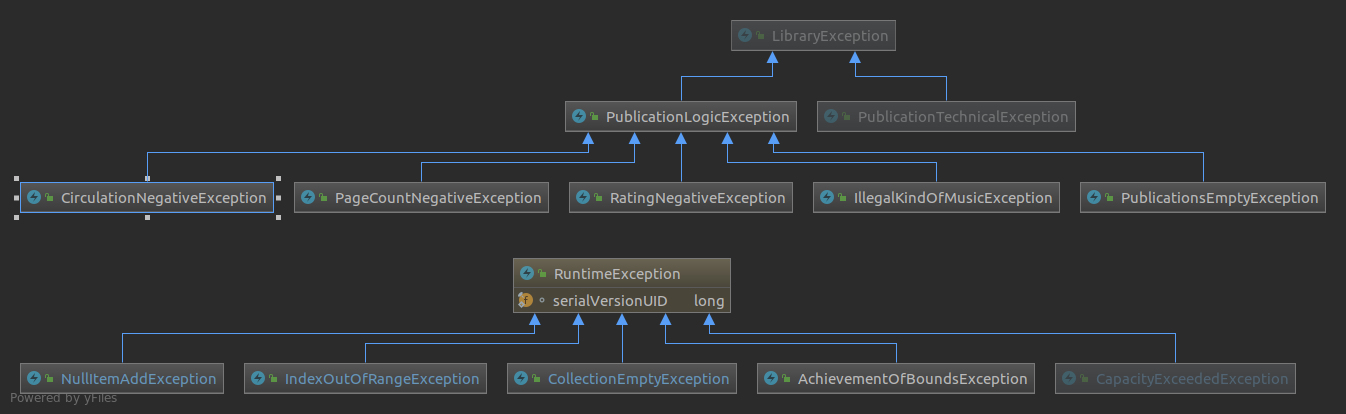 LibraryException
PublicationLogicException PublicationTechnicalException
CirculationNegativeException PageCountNegativeException RatingNegativeException IllegalKindOfMusicException PublicationsEmptyException
RuntimeException
f serialVersionUID long
NullItemAddException IndexOutOfRangeException CollectionEmptyException AchievementOfBoundsException CapacityExceededException
Powered by yFiles